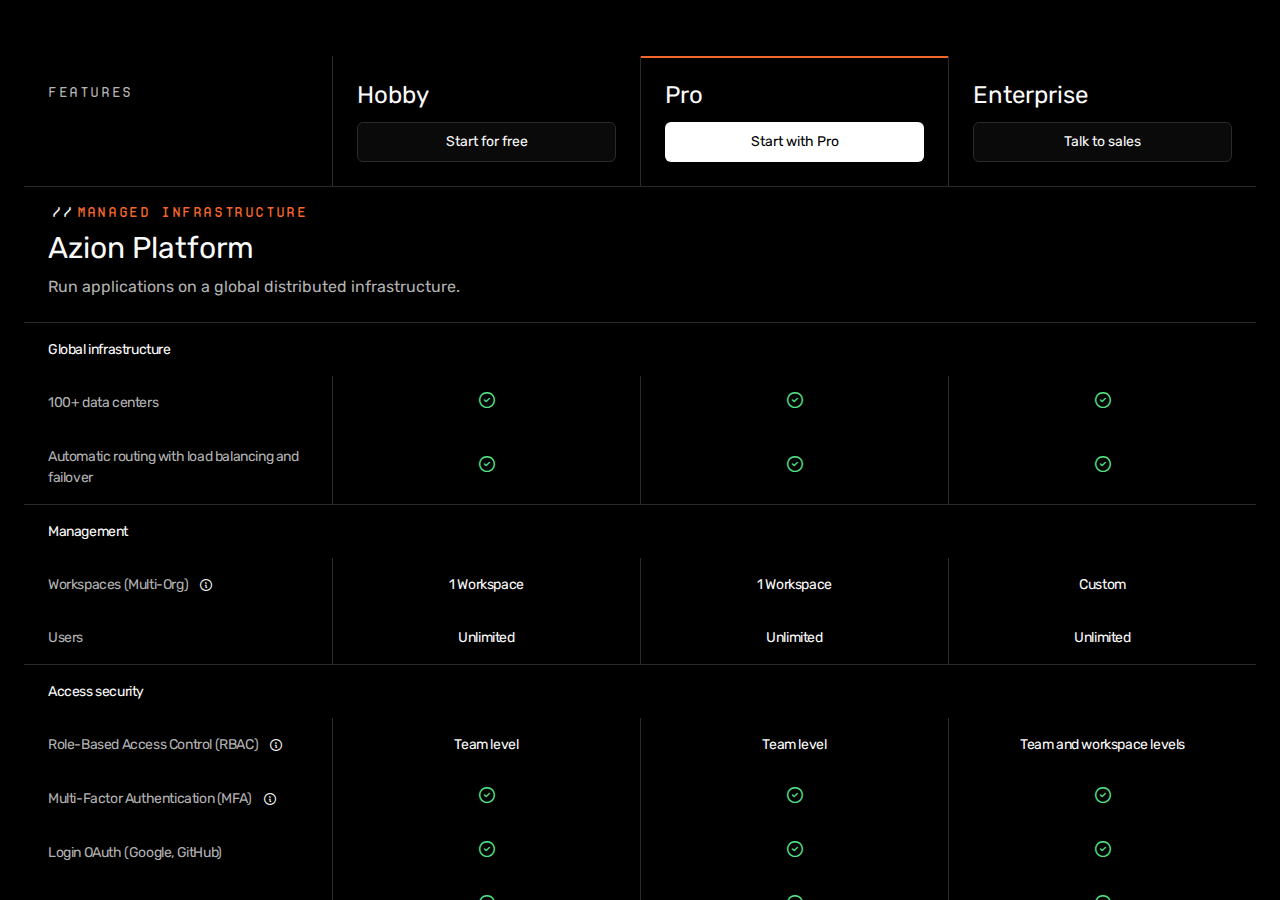 FEATURES
Hobby
Pro
Enterprise
Start for free
Start with Pro
Talk to sales
// MANAGED INFRASTRUCTURE
Azion Platform
Run applications on a global distributed infrastructure.
Global infrastructure
100+ data centers
Automatic routing with load balancing and
failover
Management
Workspaces (Multi-Org) 1 Workspace 1 Workspace Custom
Users Unlimited Unlimited Unlimited
Access security
Role-Based Access Control (RBAC) Team level Team level Team and workspace levels
Multi-Factor Authentication (MFA)
Login OAuth (Google, GitHub)